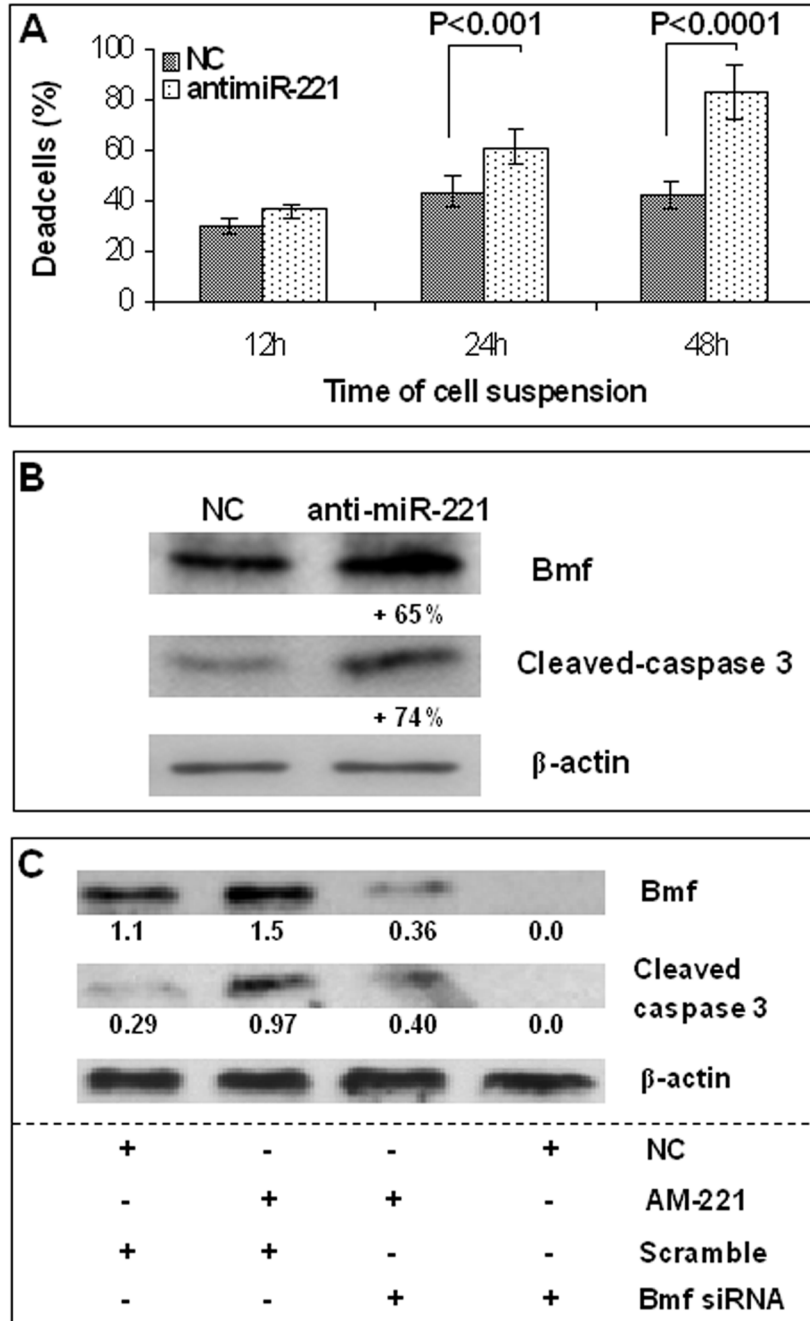 A
P<0.001
P<0.0001
100
80
60
40
20
0
Deadcells (%)
NC
antimiR-221
12h
24h
48h
Time of cell suspension
B
NC
anti-miR-221
Bmf
+ 65%
Cleaved-caspase 3
+ 74%
β-actin
C
Bmf
1.1 1.5 0.36 0.0
Cleaved
caspase 3
0.29 0.97 0.40 0.0
β-actin
+ - - + NC
- + + - AM-221
+ + - - Scramble
- - + + Bmf siRNA